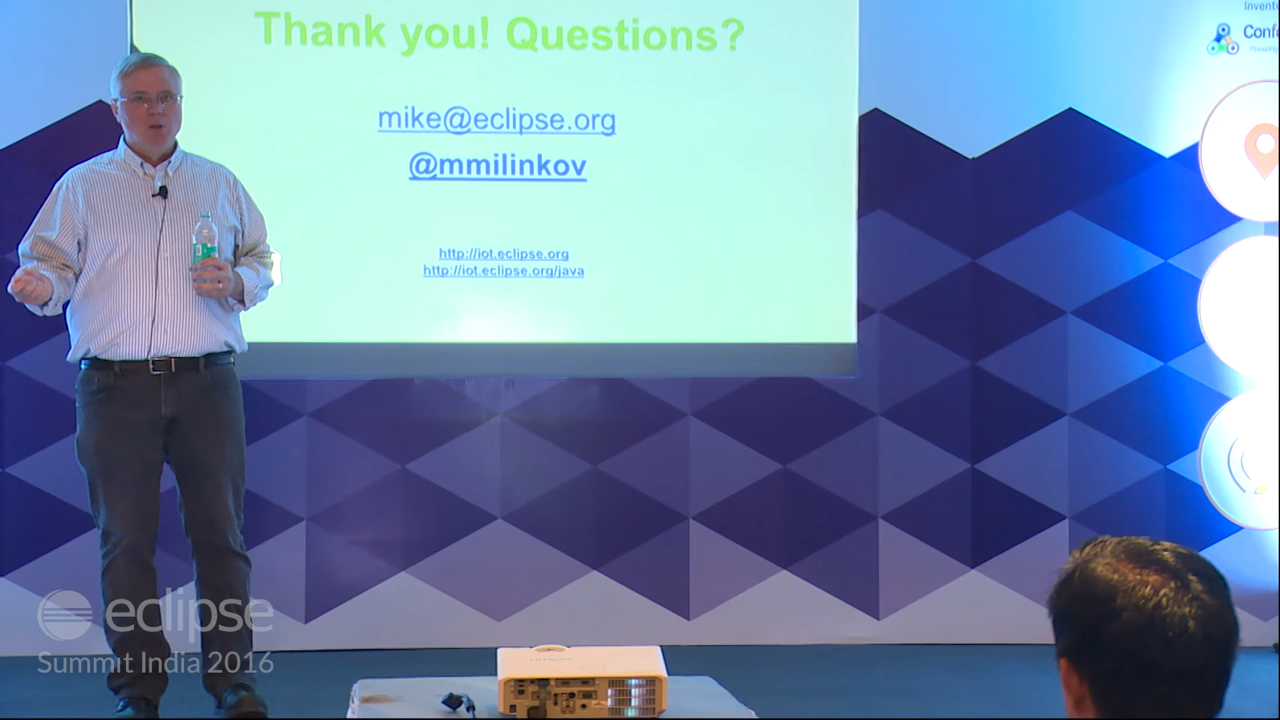 Thank you! Questions?
mike@eclipse.org
@mmilinkov
http://iot.eclipse.org
http://iot.eclipse.org/java
eclipse
Summit India 2016